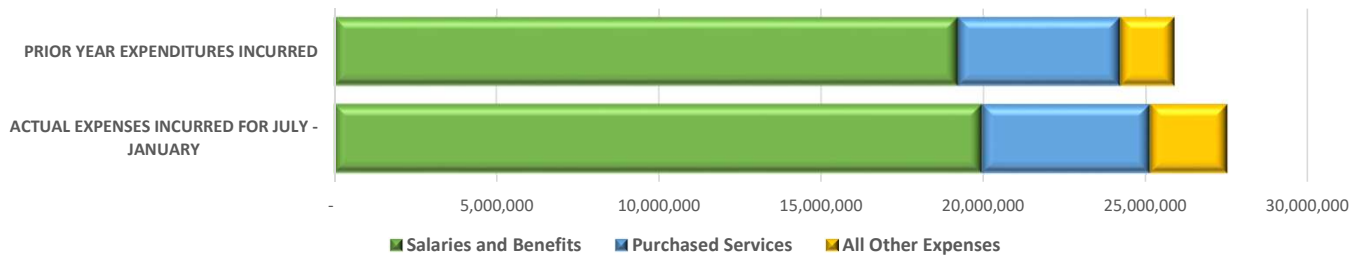 PRIOR YEAR EXPENDITURES INCURRED
ACTUAL EXPENSES INCURRED FOR JULY -
JANUARY
- 5,000,000 10,000,000 15,000,000 20,000,000 25,000,000 30,000,000
Salaries and Benefits Purchased Services All Other Expenses